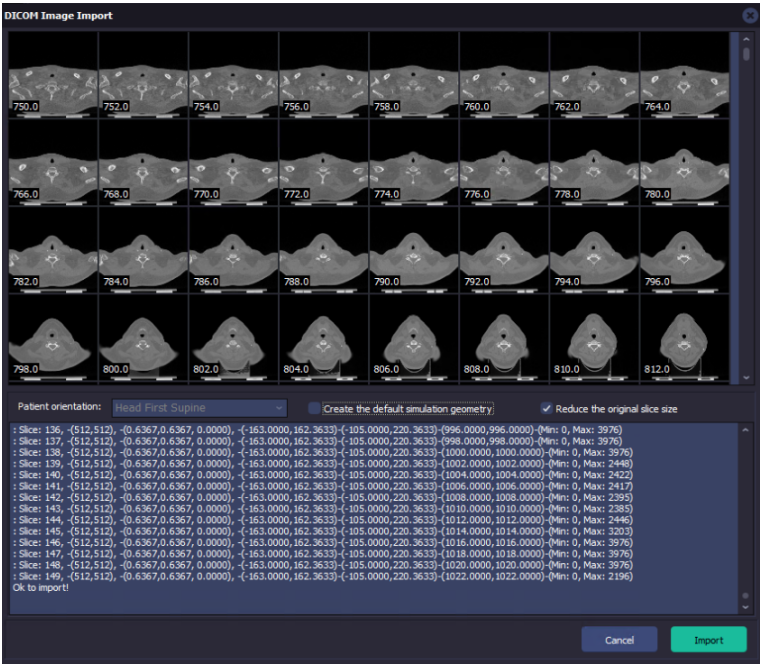 DICOM Image Import
750.0 752.0 754.0 756.0 758.0 760.0 762.0 764.0
766.0 768.0 770.0 772.0 774.0 776.0 778.0 780.0
782.0 784.0 786.0 788.0 790.0 792.0 794.0 796.0
798.0 800.0 802.0 804.0 806.0 808.0 810.0 812.0
Patient orientation: Head First Supine Create the default simulation geometry Reduce the original slice size
: Slice: 136, -(512,512), -(0.6367,0.6367, 0.0000), -(-163.0000,162.3633)-(-105.0000,220.3633)-(996.0000,996.0000)-(Min: 0, Max: 3976)
: Slice: 137, -(512,512), -(0.6367,0.6367, 0.0000), -(-163.0000,162.3633)-(-105.0000,220.3633)-(998.0000,998.0000)-(Min: 0, Max: 3976)
: Slice: 138, -(512,512), -(0.6367,0.6367, 0.0000), -(-163.0000,162.3633)-(-105.0000,220.3633)-(1000.0000,1000.0000)-(Min: 0, Max: 3976)
: Slice: 139, -(512,512), -(0.6367,0.6367, 0.0000), -(-163.0000,162.3633)-(-105.0000,220.3633)-(1002.0000,1002.0000)-(Min: 0, Max: 2448)
: Slice: 140, -(512,512), -(0.6367,0.6367, 0.0000), -(-163.0000,162.3633)-(-105.0000,220.3633)-(1004.0000,1004.0000)-(Min: 0, Max: 2422)
: Slice: 141, -(512,512), -(0.6367,0.6367, 0.0000), -(-163.0000,162.3633)-(-105.0000,220.3633)-(1006.0000,1006.0000)-(Min: 0, Max: 2417)
: Slice: 142, -(512,512), -(0.6367,0.6367, 0.0000), -(-163.0000,162.3633)-(-105.0000,220.3633)-(1008.0000,1008.0000)-(Min: 0, Max: 2395)
: Slice: 143, -(512,512), -(0.6367,0.6367, 0.0000), -(-163.0000,162.3633)-(-105.0000,220.3633)-(1010.0000,1010.0000)-(Min: 0, Max: 2385)
: Slice: 144, -(512,512), -(0.6367,0.6367, 0.0000), -(-163.0000,162.3633)-(-105.0000,220.3633)-(1012.0000,1012.0000)-(Min: 0, Max: 2446)
: Slice: 145, -(512,512), -(0.6367,0.6367, 0.0000), -(-163.0000,162.3633)-(-105.0000,220.3633)-(1014.0000,1014.0000)-(Min: 0, Max: 3203)
: Slice: 146, -(512,512), -(0.6367,0.6367, 0.0000), -(-163.0000,162.3633)-(-105.0000,220.3633)-(1016.0000,1016.0000)-(Min: 0, Max: 3976)
: Slice: 147, -(512,512), -(0.6367,0.6367, 0.0000), -(-163.0000,162.3633)-(-105.0000,220.3633)-(1018.0000,1018.0000)-(Min: 0, Max: 3976)
: Slice: 148, -(512,512), -(0.6367,0.6367, 0.0000), -(-163.0000,162.3633)-(-105.0000,220.3633)-(1020.0000,1020.0000)-(Min: 0, Max: 3976)
: Slice: 149, -(512,512), -(0.6367,0.6367, 0.0000), -(-163.0000,162.3633)-(-105.0000,220.3633)-(1022.0000,1022.0000)-(Min: 0, Max: 2196)
Ok to import!
Cancel Import